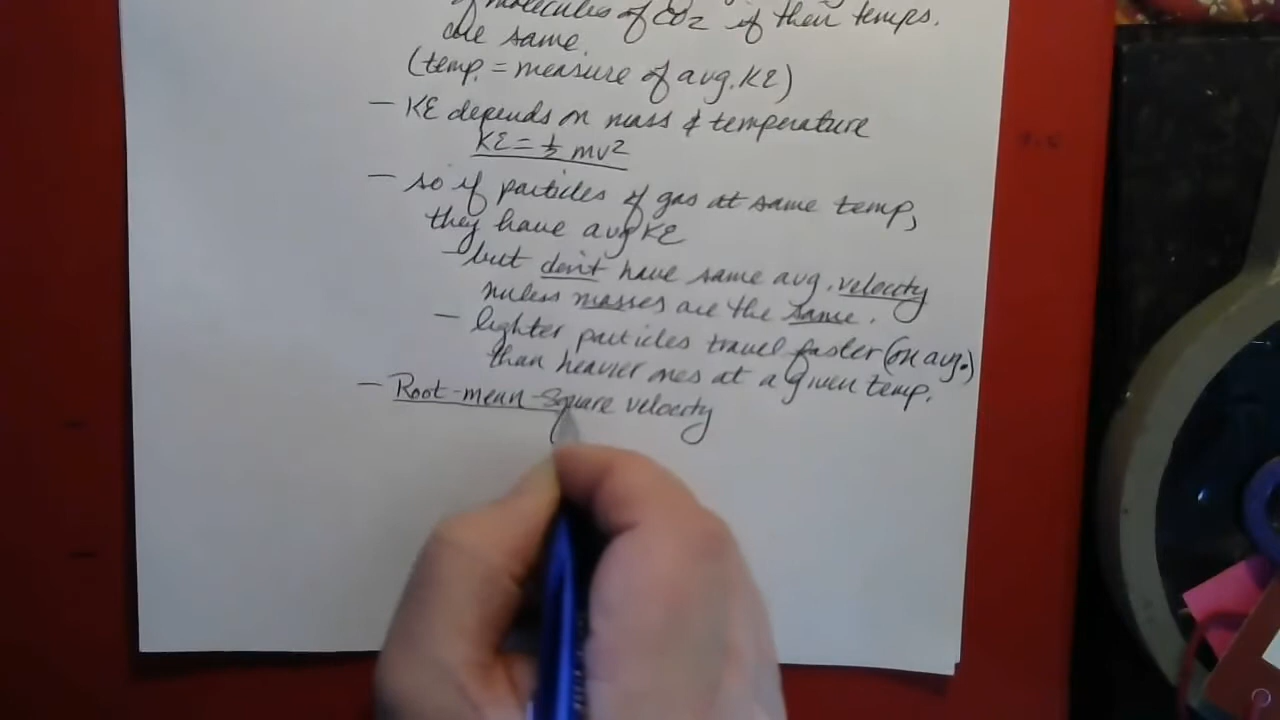 of molecules of CO2 if their temps.
are same.
(temp. = measure of avg. KE)
- KE depends on mass & temperature
KE = 1/2 mv²
- so if particles of gas at same temp,
they have avg KE
- but don't have same avg. velocity
unless masses are the same.
- lighter particles travel faster (on avg.)
than heavier ones at a given temp.
- Root-mean-square velocity